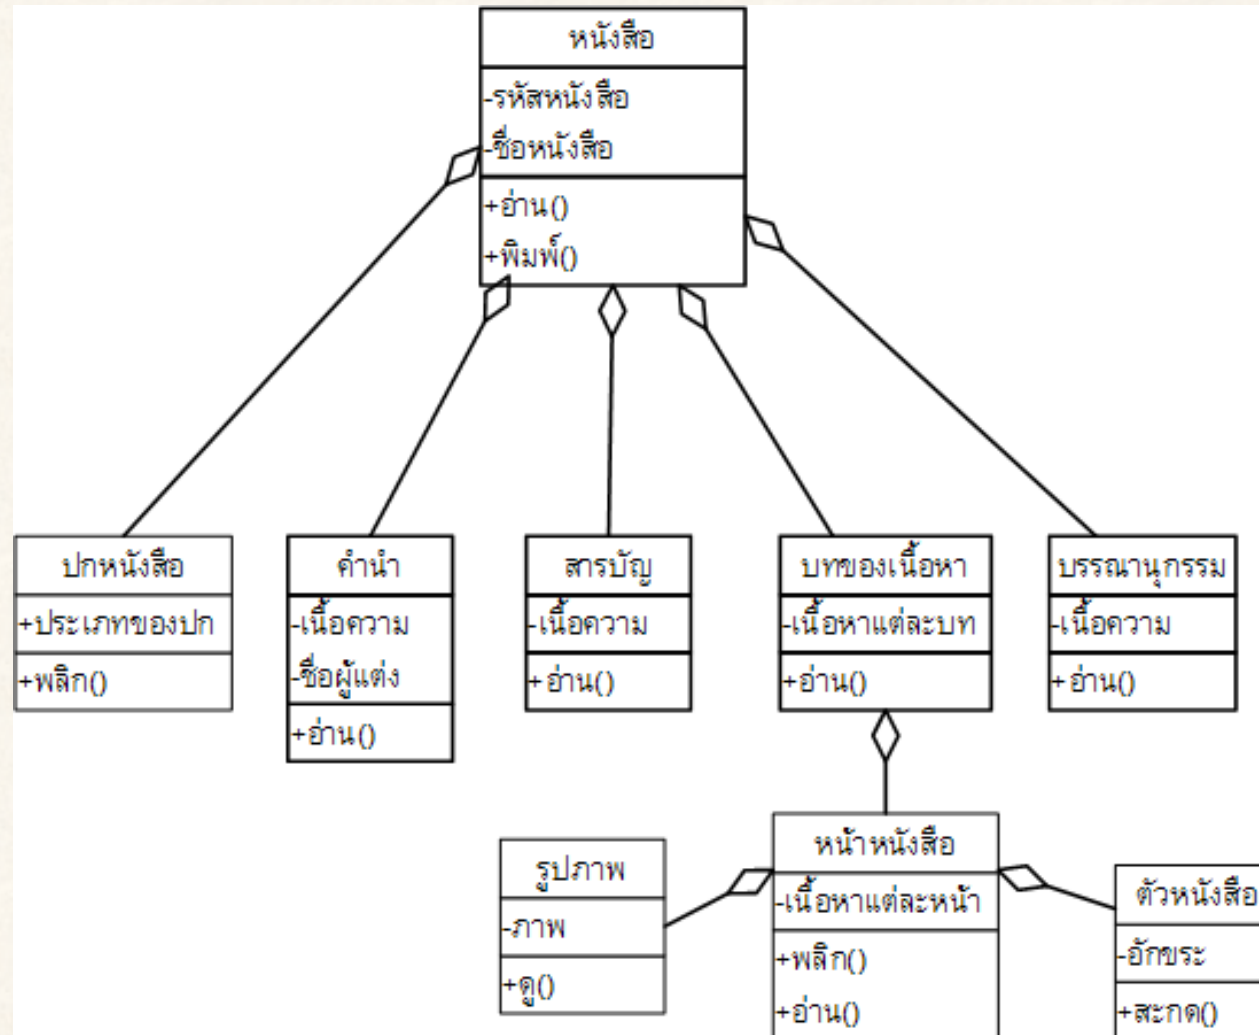 หนังสือ
-รหัสหนังสือ
-ชื่อหนังสือ
+อ่าน()
+พิมพ์()
ปกหนังสือ
+ประเภทของปก
+พลิก()
คำนำ
-เนื้อความ
-ชื่อผู้แต่ง
+อ่าน()
สารบัญ
-เนื้อความ
+อ่าน()
บทของเนื้อหา
-เนื้อหาแต่ละบท
+อ่าน()
บรรณานุกรรม
-เนื้อความ
+อ่าน()
รูปภาพ
-ภาพ
+ดู()
หน้าหนังสือ
-เนื้อหาแต่ละหน้า
+พลิก()
+อ่าน()
ตัวหนังสือ
-อักขระ
+สะกด()